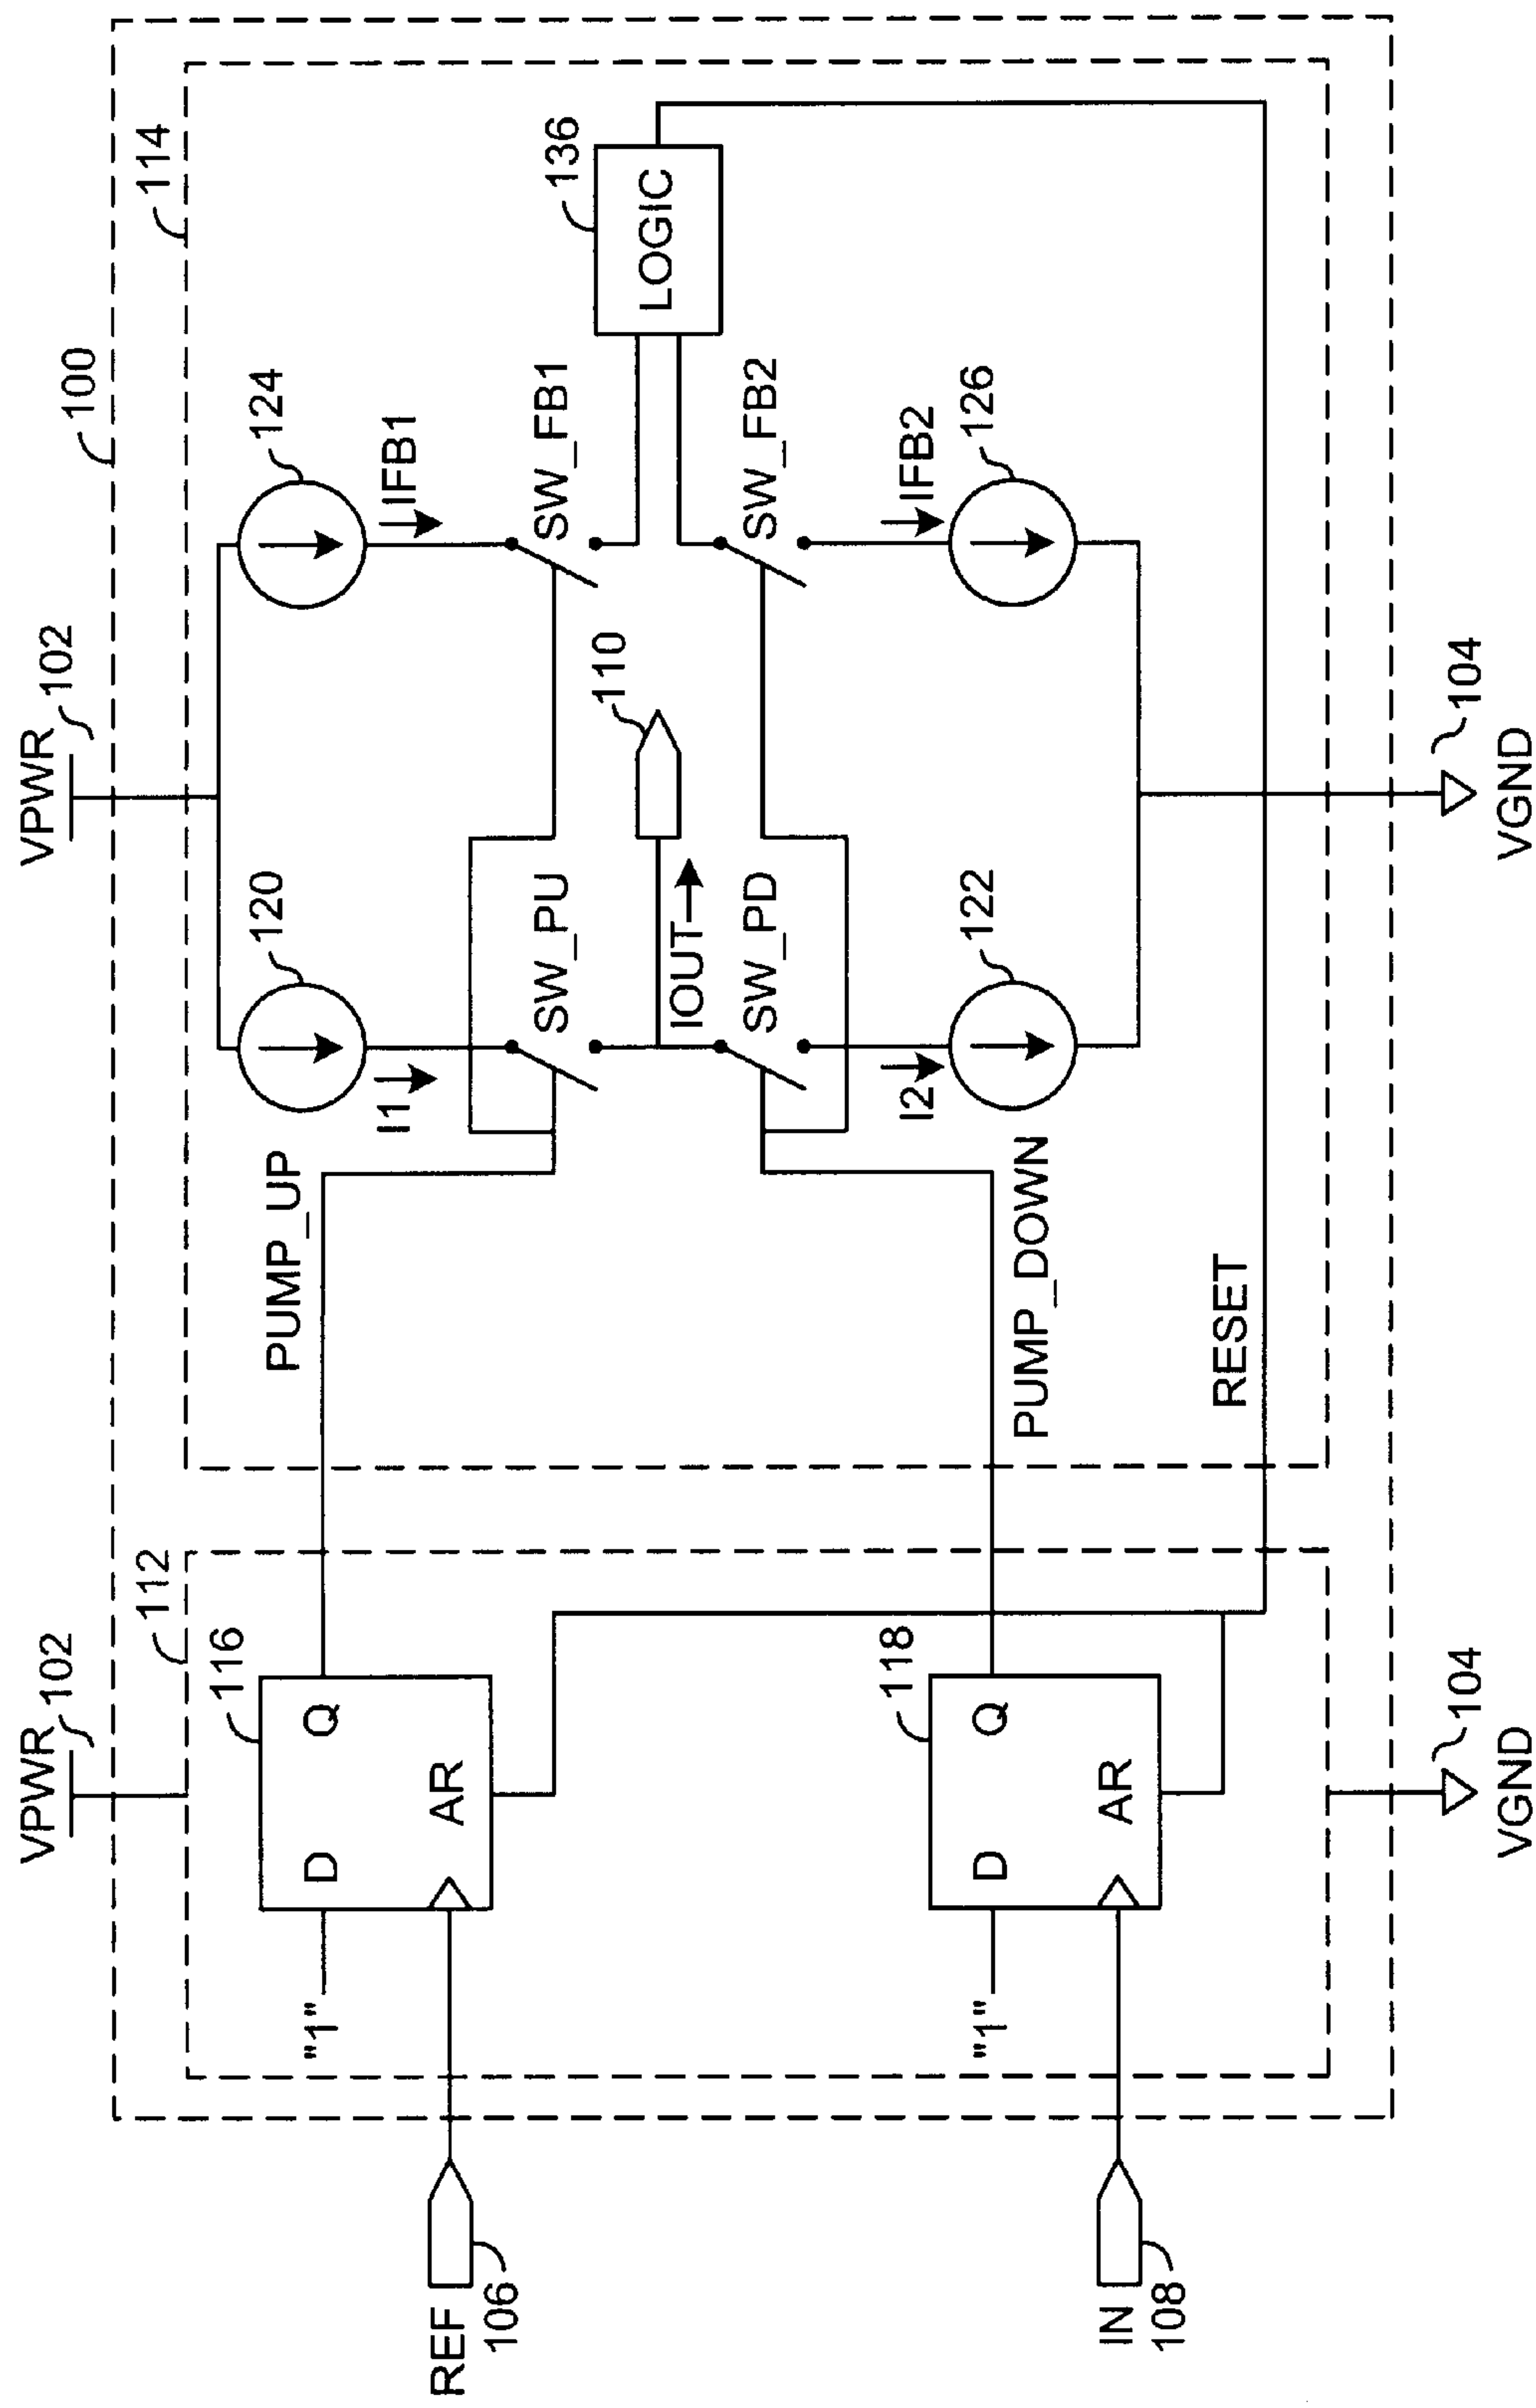 VPWR
102
VPWR
102
100
112
114
116
D
Q
AR
"1"
REF
106
PUMP_UP
120
I1
124
IFB1
SW_PU
SW_FB1
110
136
LOGIC
IOUT
SW_PD
SW_FB2
118
D
Q
AR
"1"
IN
108
I2
122
IFB2
126
PUMP_DOWN
RESET
104
VGND
104
VGND